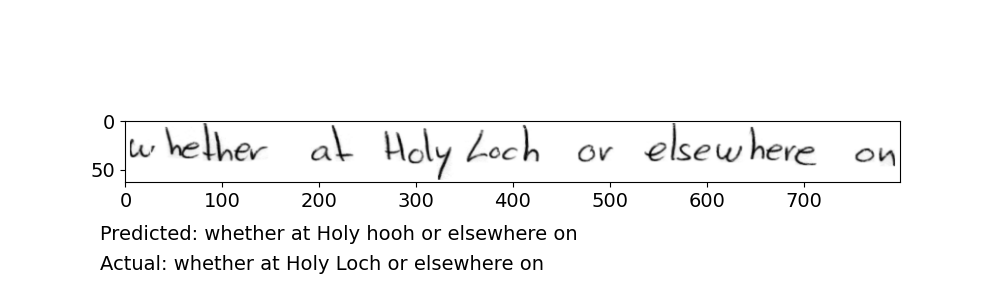 0
whether at Holy Loch or elsewhere on
50
0 100 200 300 400 500 600 700
Predicted: whether at Holy hooh or elsewhere on
Actual: whether at Holy Loch or elsewhere on